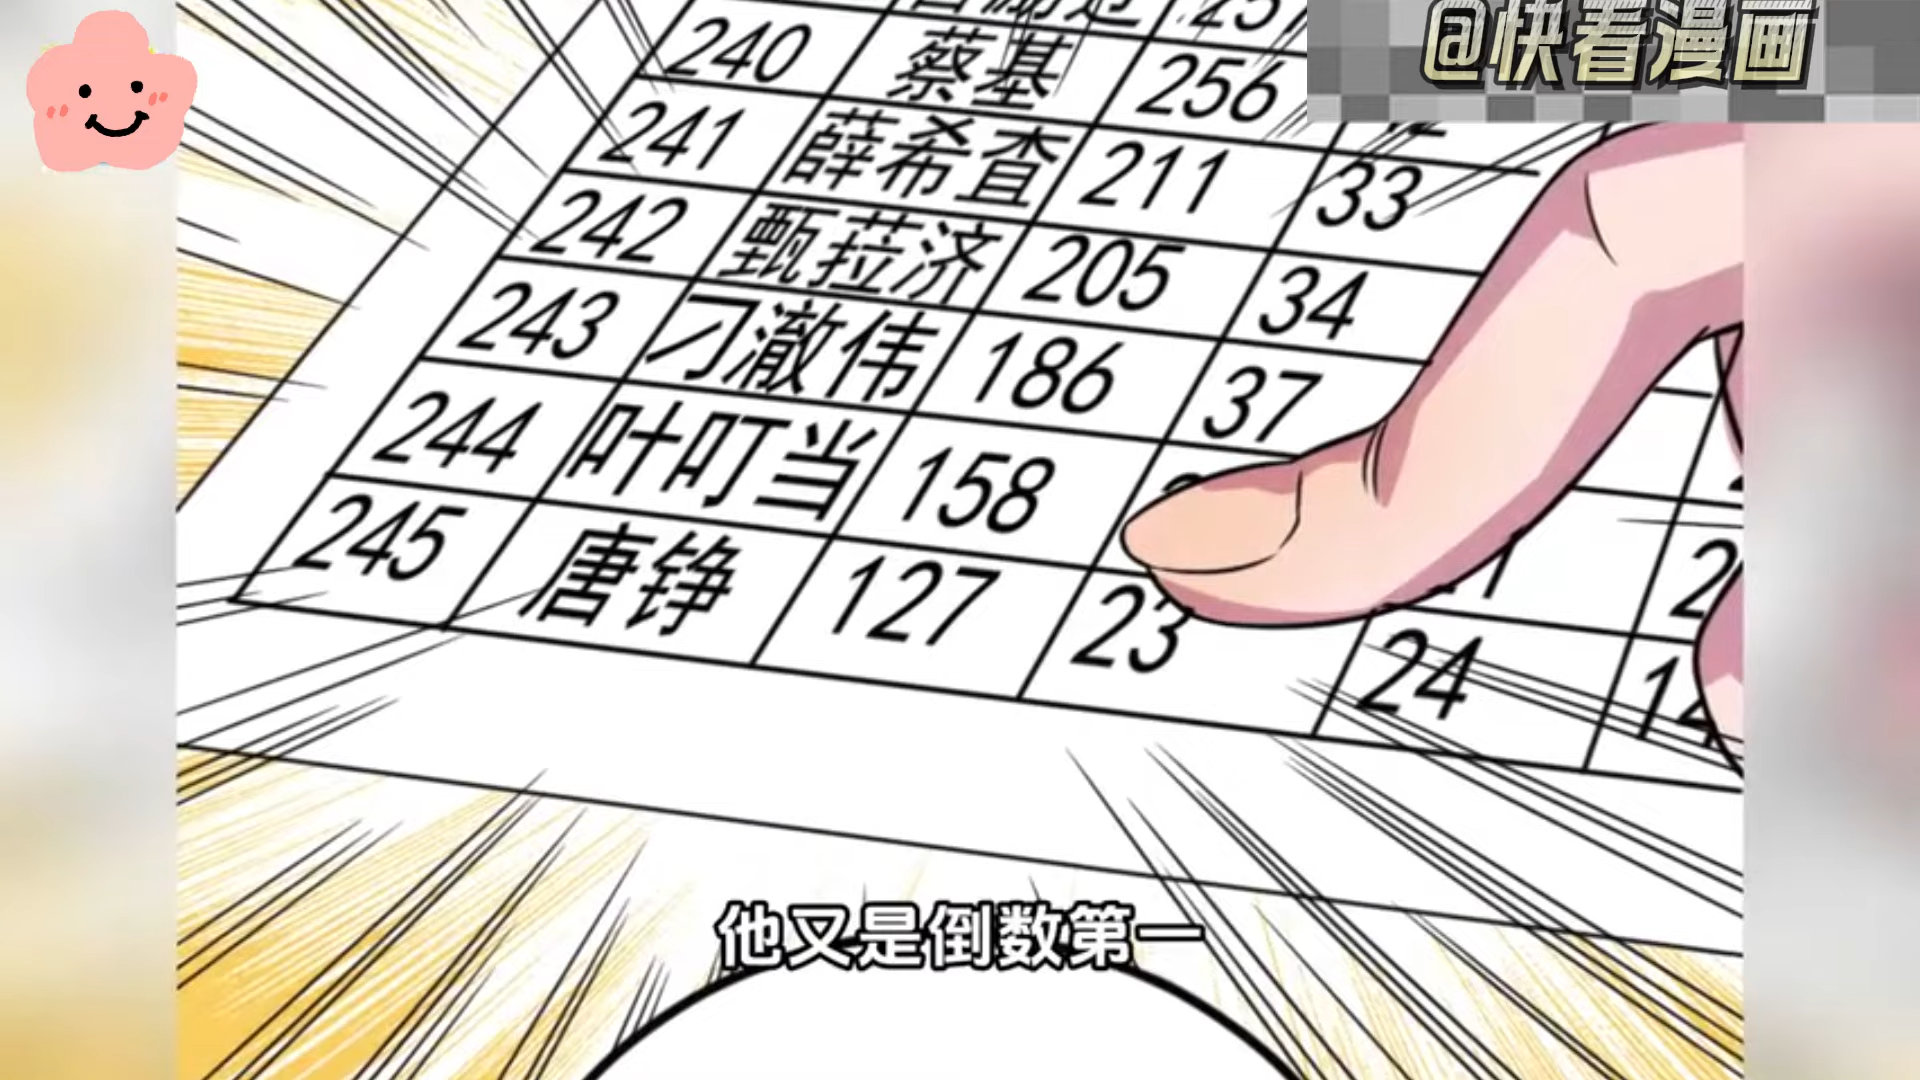 @快看漫画
240 蔡基 256
241 薛希查 211 33
242 甄菈济 205 34
243 刁澈伟 186 37
244 叶叮当 158
245 唐铮 127 23 24
他又是倒数第一